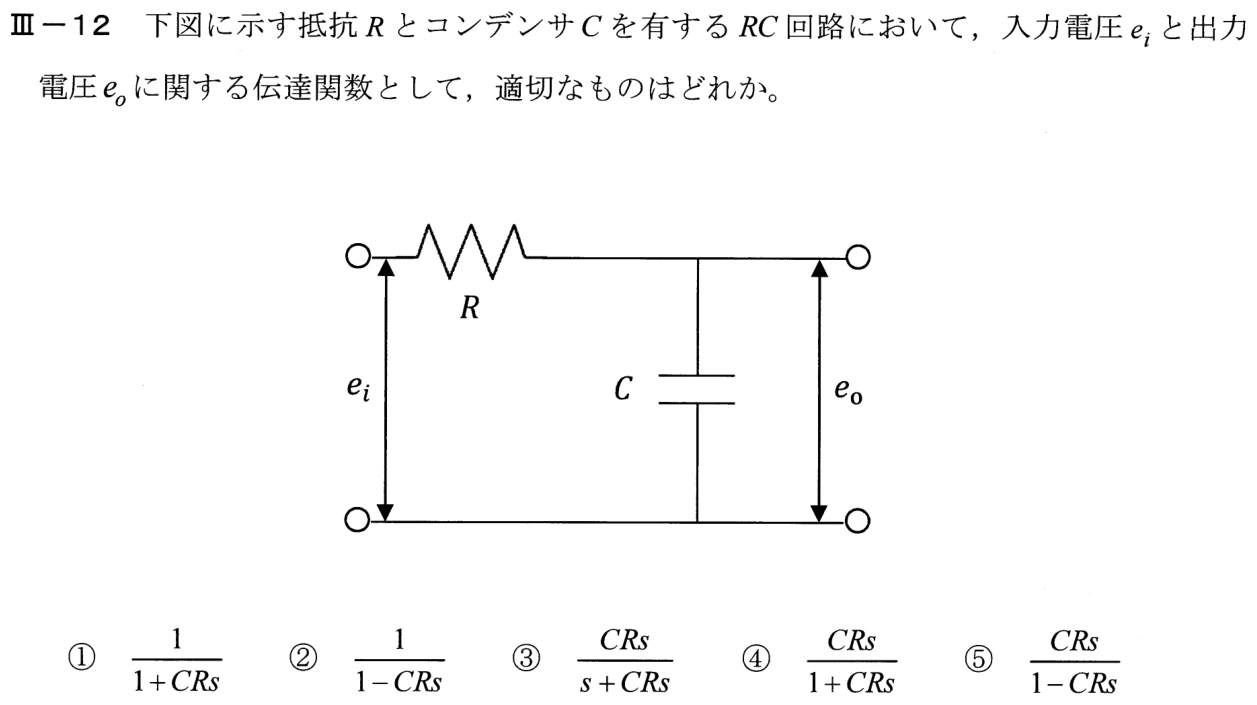 Ⅲ－12　下図に示す抵抗 R とコンデンサ C を有する RC 回路において，入力電圧 e_i と出力
電圧 e_o に関する伝達関数として，適切なものはどれか。
R
e_i
C
e_o
① 1/(1+CRs)　② 1/(1−CRs)　③ CRs/(s+CRs)　④ CRs/(1+CRs)　⑤ CRs/(1−CRs)